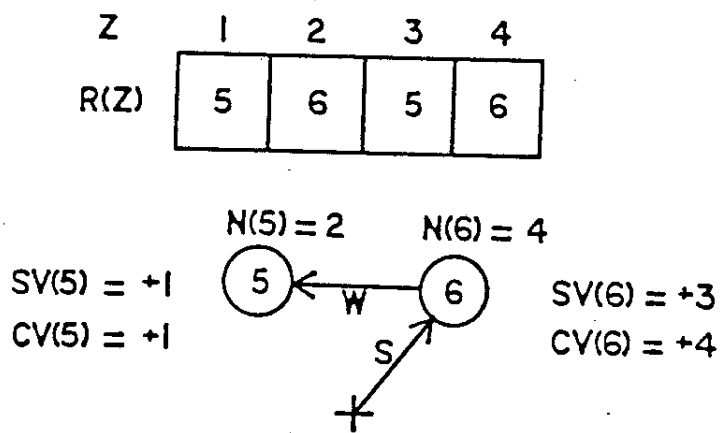 Z 1 2 3 4
R(Z) 5 6 5 6
N(5) = 2 N(6) = 4
SV(5) = +1 5 W 6 SV(6) = +3
CV(5) = +1 S CV(6) = +4